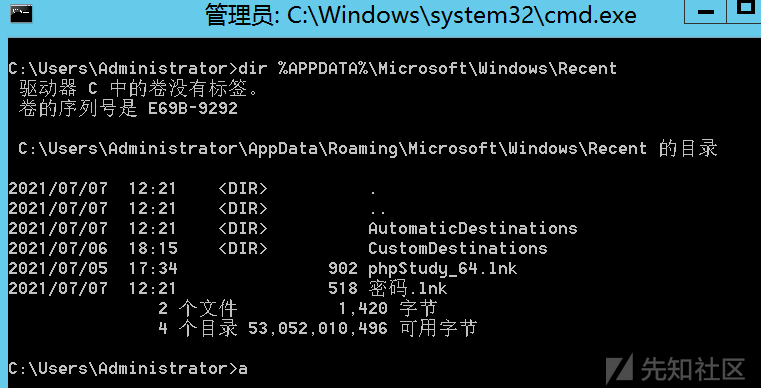 管理员: C:\Windows\system32\cmd.exe
C:\Users\Administrator>dir %APPDATA%\Microsoft\Windows\Recent
驱动器 C 中的卷没有标签。
卷的序列号是 E69B-9292
C:\Users\Administrator\AppData\Roaming\Microsoft\Windows\Recent 的目录
2021/07/07  12:21    <DIR>          .
2021/07/07  12:21    <DIR>          ..
2021/07/07  12:21    <DIR>          AutomaticDestinations
2021/07/06  18:15    <DIR>          CustomDestinations
2021/07/05  17:34               902 phpStudy_64.lnk
2021/07/07  12:21               518 密码.lnk
2 个文件          1,420 字节
4 个目录 53,052,010,496 可用字节
C:\Users\Administrator>a
先知社区